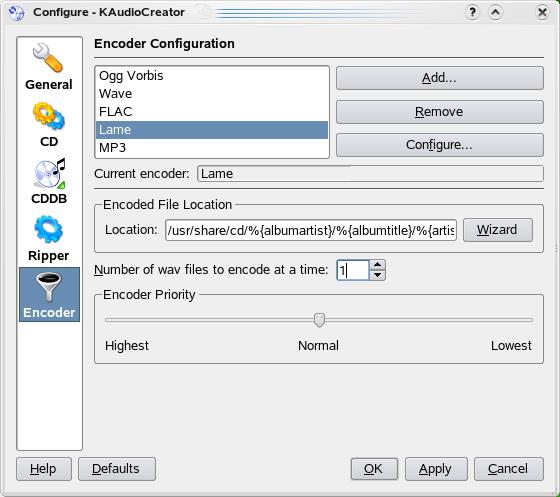 Configure - KAudioCreator
General
CD
CDDB
Ripper
Encoder
Encoder Configuration
Ogg Vorbis
Wave
FLAC
Lame
MP3
Add...
Remove
Configure...
Current encoder: Lame
Encoded File Location
Location: /usr/share/cd/%{albumartist}/%{albumtitle}/%{artis Wizard
Number of wav files to encode at a time: 1
Encoder Priority
Highest Normal Lowest
Help Defaults OK Apply Cancel